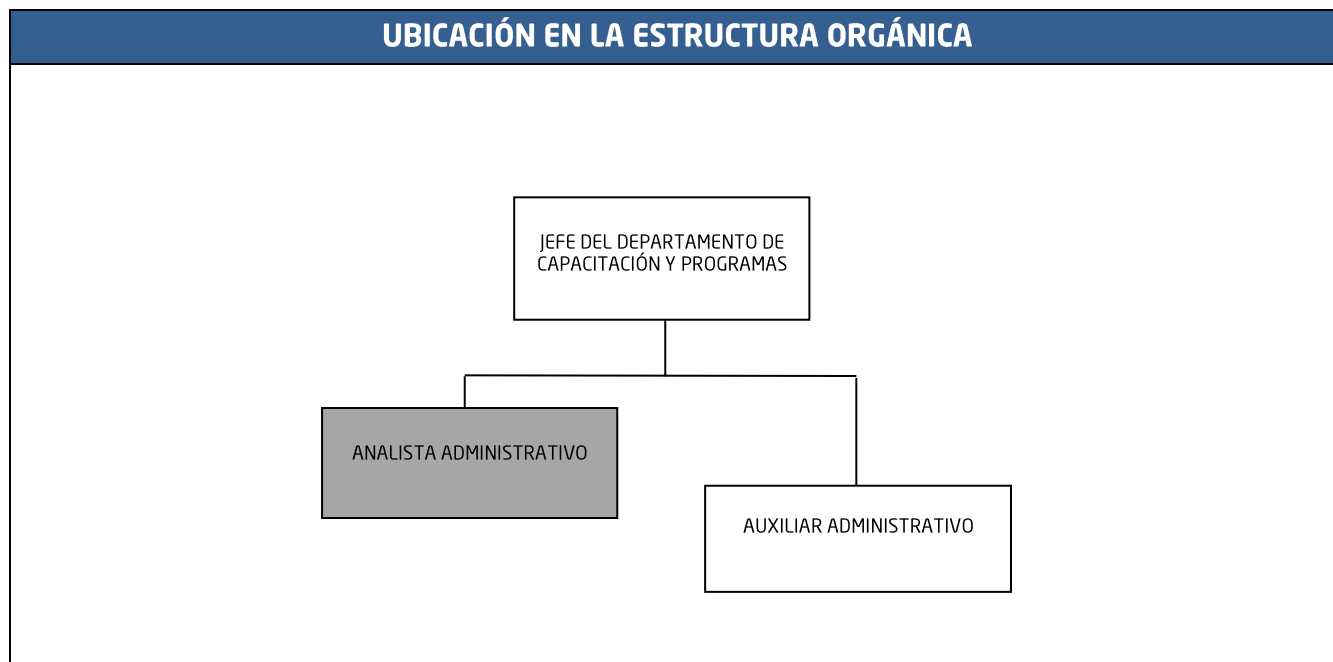 UBICACIÓN EN LA ESTRUCTURA ORGÁNICA
JEFE DEL DEPARTAMENTO DE
CAPACITACIÓN Y PROGRAMAS
ANALISTA ADMINISTRATIVO
AUXILIAR ADMINISTRATIVO